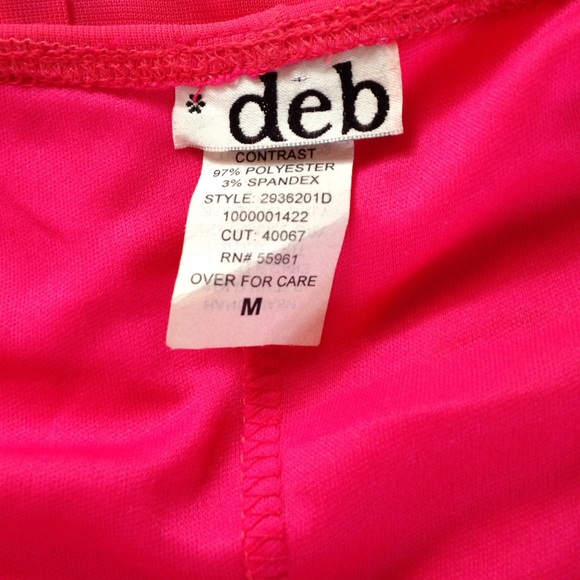 * deb
CONTRAST
97% POLYESTER
3% SPANDEX
STYLE: 2936201D
1000001422
CUT: 40067
RN# 55961
OVER FOR CARE
M